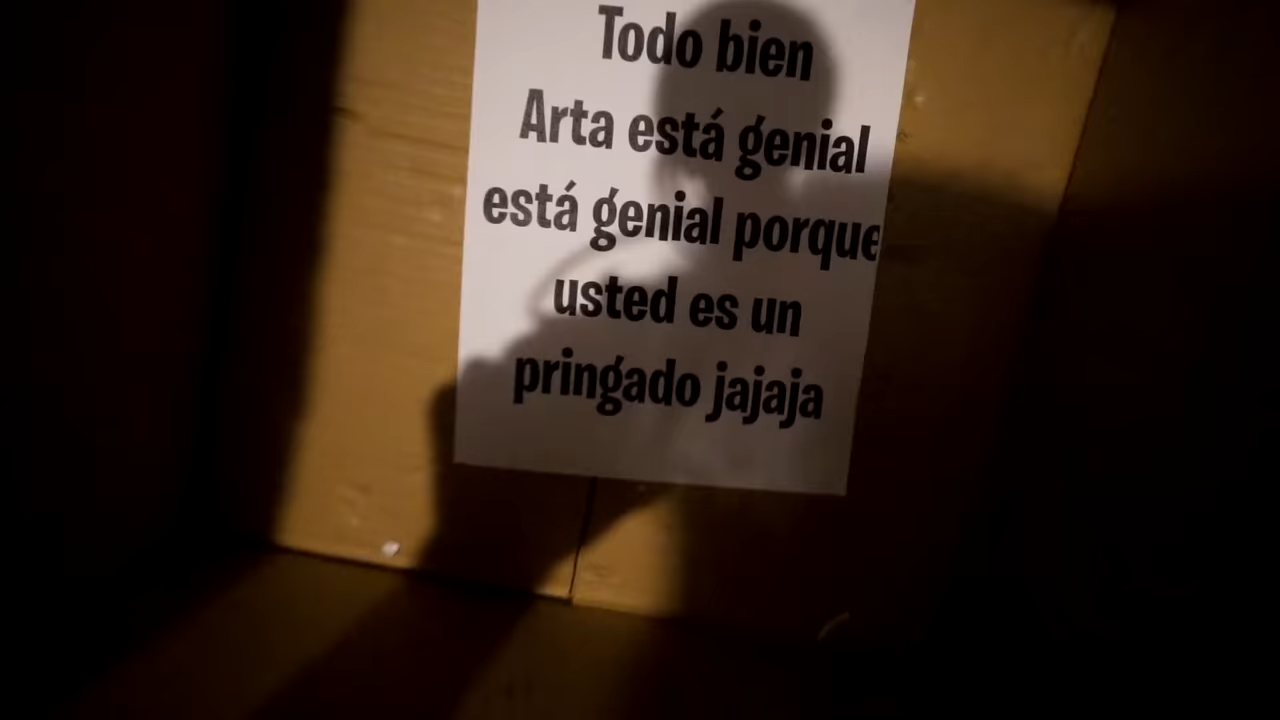 Todo bien
Arta está genial
está genial porque
usted es un
pringado jajaja